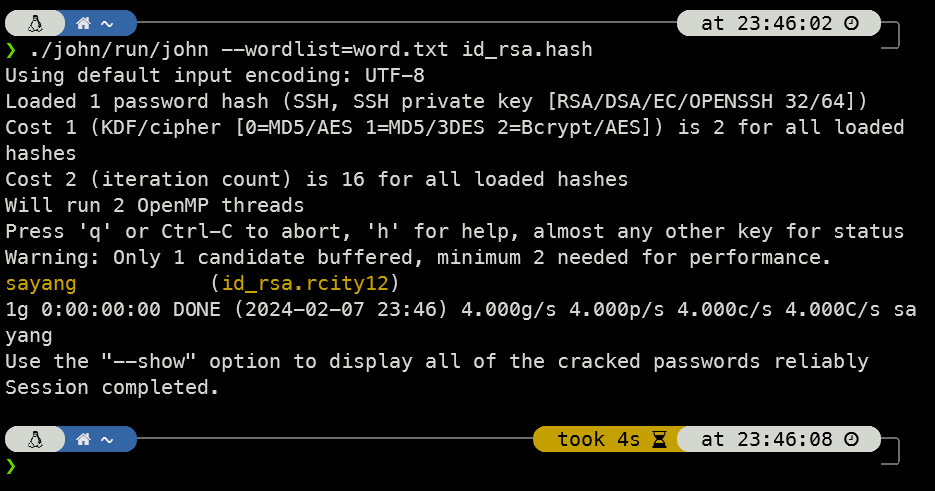 ~ at 23:46:02
❯ ./john/run/john --wordlist=word.txt id_rsa.hash
Using default input encoding: UTF-8
Loaded 1 password hash (SSH, SSH private key [RSA/DSA/EC/OPENSSH 32/64])
Cost 1 (KDF/cipher [0=MD5/AES 1=MD5/3DES 2=Bcrypt/AES]) is 2 for all loaded
hashes
Cost 2 (iteration count) is 16 for all loaded hashes
Will run 2 OpenMP threads
Press 'q' or Ctrl-C to abort, 'h' for help, almost any other key for status
Warning: Only 1 candidate buffered, minimum 2 needed for performance.
sayang           (id_rsa.rcity12)
1g 0:00:00:00 DONE (2024-02-07 23:46) 4.000g/s 4.000p/s 4.000c/s 4.000C/s sa
yang
Use the "--show" option to display all of the cracked passwords reliably
Session completed.
~ took 4s at 23:46:08
❯